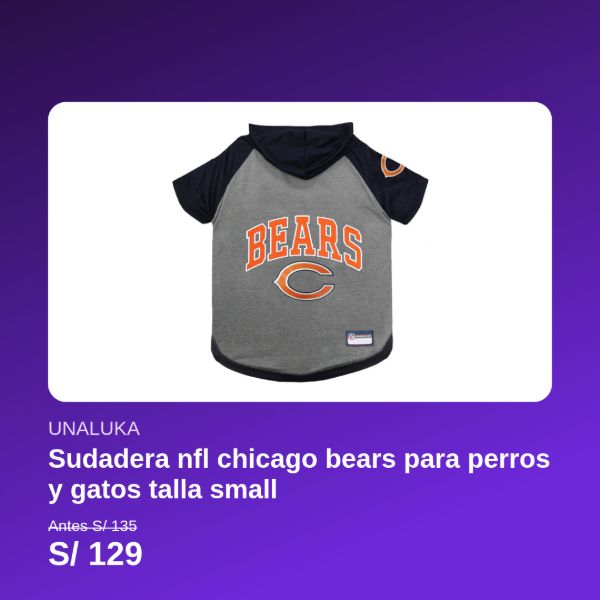 BEARS
UNALUKA
Sudadera nfl chicago bears para perros
y gatos talla small
Antes S/ 135
S/ 129